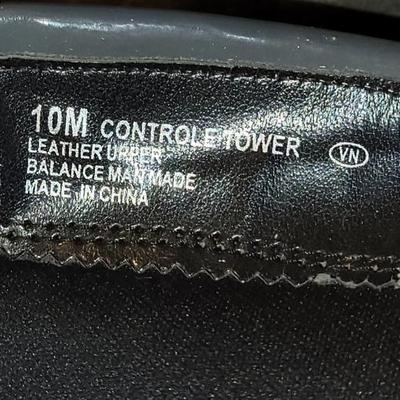 10M CONTROLE TOWER VN
LEATHER UPPER
BALANCE MAN MADE
MADE IN CHINA